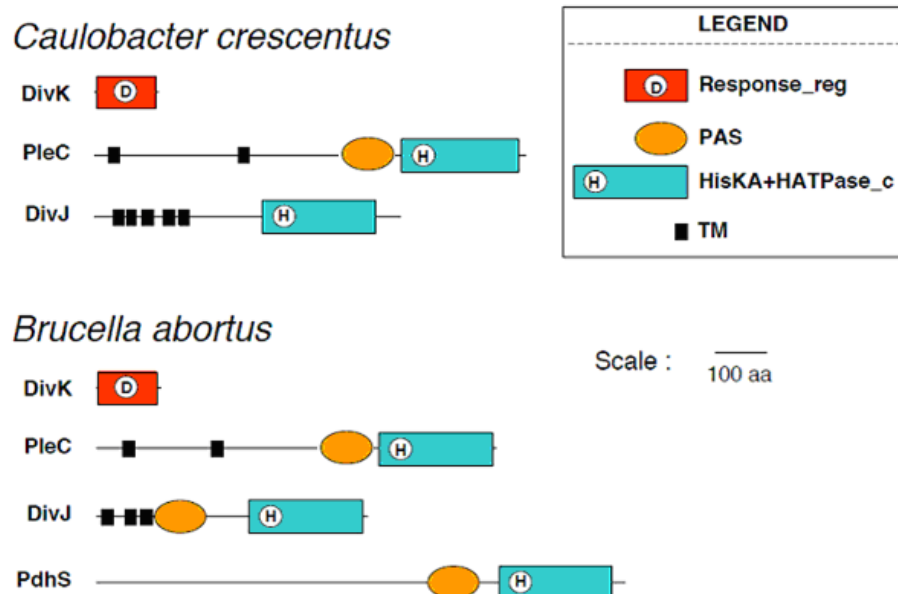 Caulobacter crescentus
DivK
D
PleC
H
DivJ
H
LEGEND
D
Response_reg
PAS
H
HisKA+HATPase_c
TM
Brucella abortus
DivK
D
PleC
H
DivJ
H
PdhS
H
Scale :
100 aa